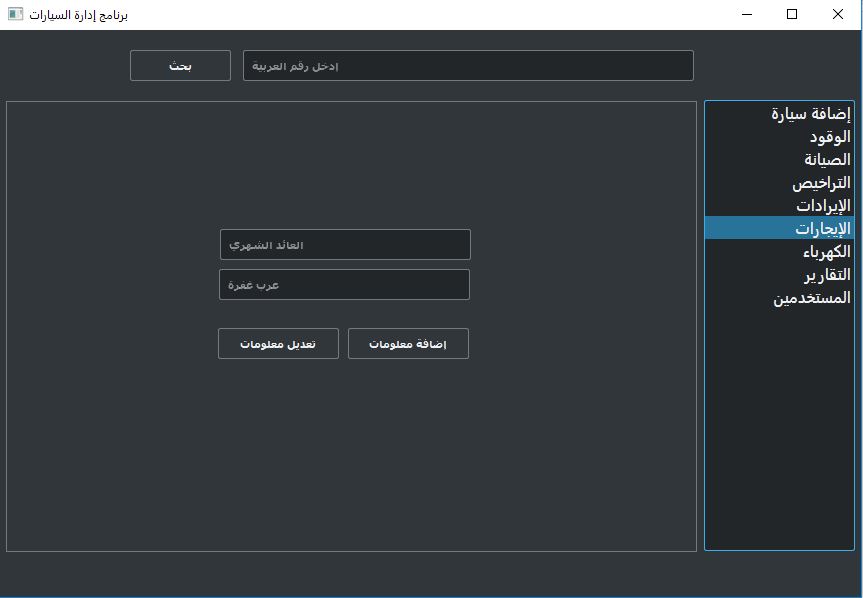 برنامج إدارة السيارات
إدخل رقم العربية
بحث
إضافة سيارة
الوقود
الصيانة
التراخيص
الإيرادات
الإيجارات
الكهرباء
التقارير
المستخدمين
العائد الشهري
عرب غفرة
إضافة معلومات
تعديل معلومات